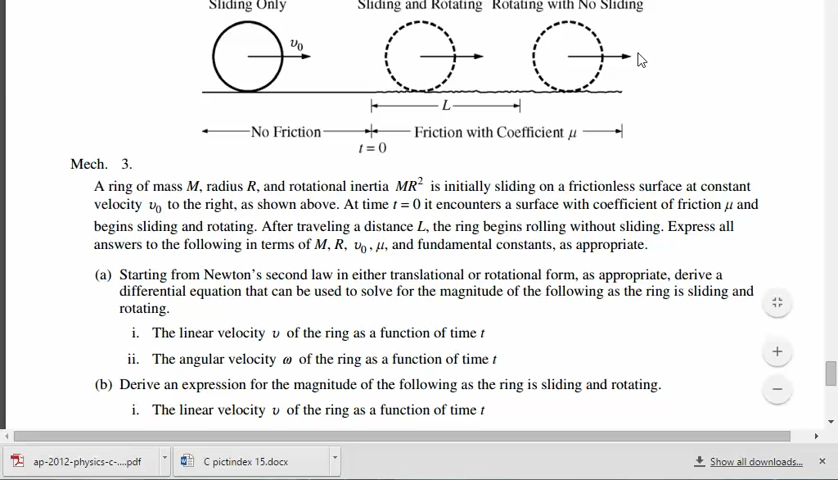 Sliding Only Sliding and Rotating Rotating with No Sliding
υ₀
L
No Friction Friction with Coefficient μ
t = 0
Mech. 3.
A ring of mass M, radius R, and rotational inertia MR² is initially sliding on a frictionless surface at constant
velocity υ₀ to the right, as shown above. At time t = 0 it encounters a surface with coefficient of friction μ and
begins sliding and rotating. After traveling a distance L, the ring begins rolling without sliding. Express all
answers to the following in terms of M, R, υ₀, μ, and fundamental constants, as appropriate.
(a) Starting from Newton's second law in either translational or rotational form, as appropriate, derive a
differential equation that can be used to solve for the magnitude of the following as the ring is sliding and
rotating.
i. The linear velocity υ of the ring as a function of time t
ii. The angular velocity ω of the ring as a function of time t
(b) Derive an expression for the magnitude of the following as the ring is sliding and rotating.
i. The linear velocity υ of the ring as a function of time t
ap-2012-physics-c-....pdf C pictindex 15.docx Show all downloads...